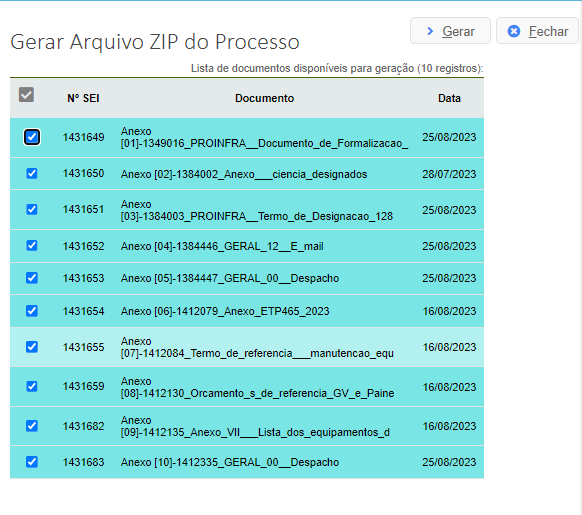 Gerar Arquivo ZIP do Processo
Gerar
Fechar
Lista de documentos disponíveis para geração (10 registros):
Nº SEI Documento Data
1431649 Anexo 25/08/2023
[01]-1349016_PROINFRA__Documento_de_Formalizacao_
1431650 Anexo [02]-1384002_Anexo___ciencia_designados 28/07/2023
1431651 Anexo 25/08/2023
[03]-1384003_PROINFRA__Termo_de_Designacao_128
1431652 Anexo [04]-1384446_GERAL_12__E_mail 25/08/2023
1431653 Anexo [05]-1384447_GERAL_00__Despacho 25/08/2023
1431654 Anexo [06]-1412079_Anexo_ETP465_2023 16/08/2023
1431655 Anexo 16/08/2023
[07]-1412084_Termo_de_referencia___manutencao_equ
1431659 Anexo 16/08/2023
[08]-1412130_Orcamento_s_de_referencia_GV_e_Paine
1431682 Anexo 16/08/2023
[09]-1412135_Anexo_VII___Lista_dos_equipamentos_d
1431683 Anexo [10]-1412335_GERAL_00__Despacho 25/08/2023